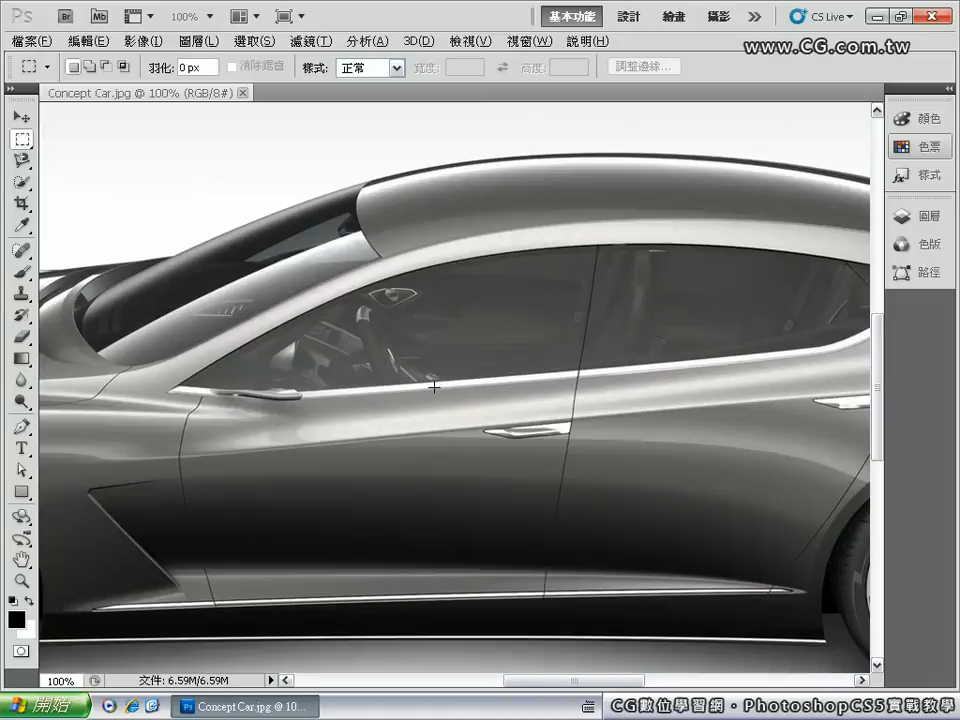 Ps
Br
Mb
100%
基本功能
設計
繪畫
攝影
CS Live
檔案(F)
編輯(E)
影像(I)
圖層(L)
選取(S)
濾鏡(T)
分析(A)
3D(D)
檢視(V)
視窗(W)
說明(H)
www.CG.com.tw
羽化: 0 px
消除鋸齒
樣式: 正常
寬度:
高度:
調整邊緣...
Concept Car.jpg @ 100% (RGB/8#)
顏色
色票
樣式
圖層
色版
路徑
100%
文件: 6.59M/6.59M
開始
Ps Concept Car.jpg @ 10...
CG數位學習網・PhotoshopCS5實戰教學